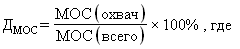 Д_МОС = МОС(охвач) / МОС(всего) × 100% , где